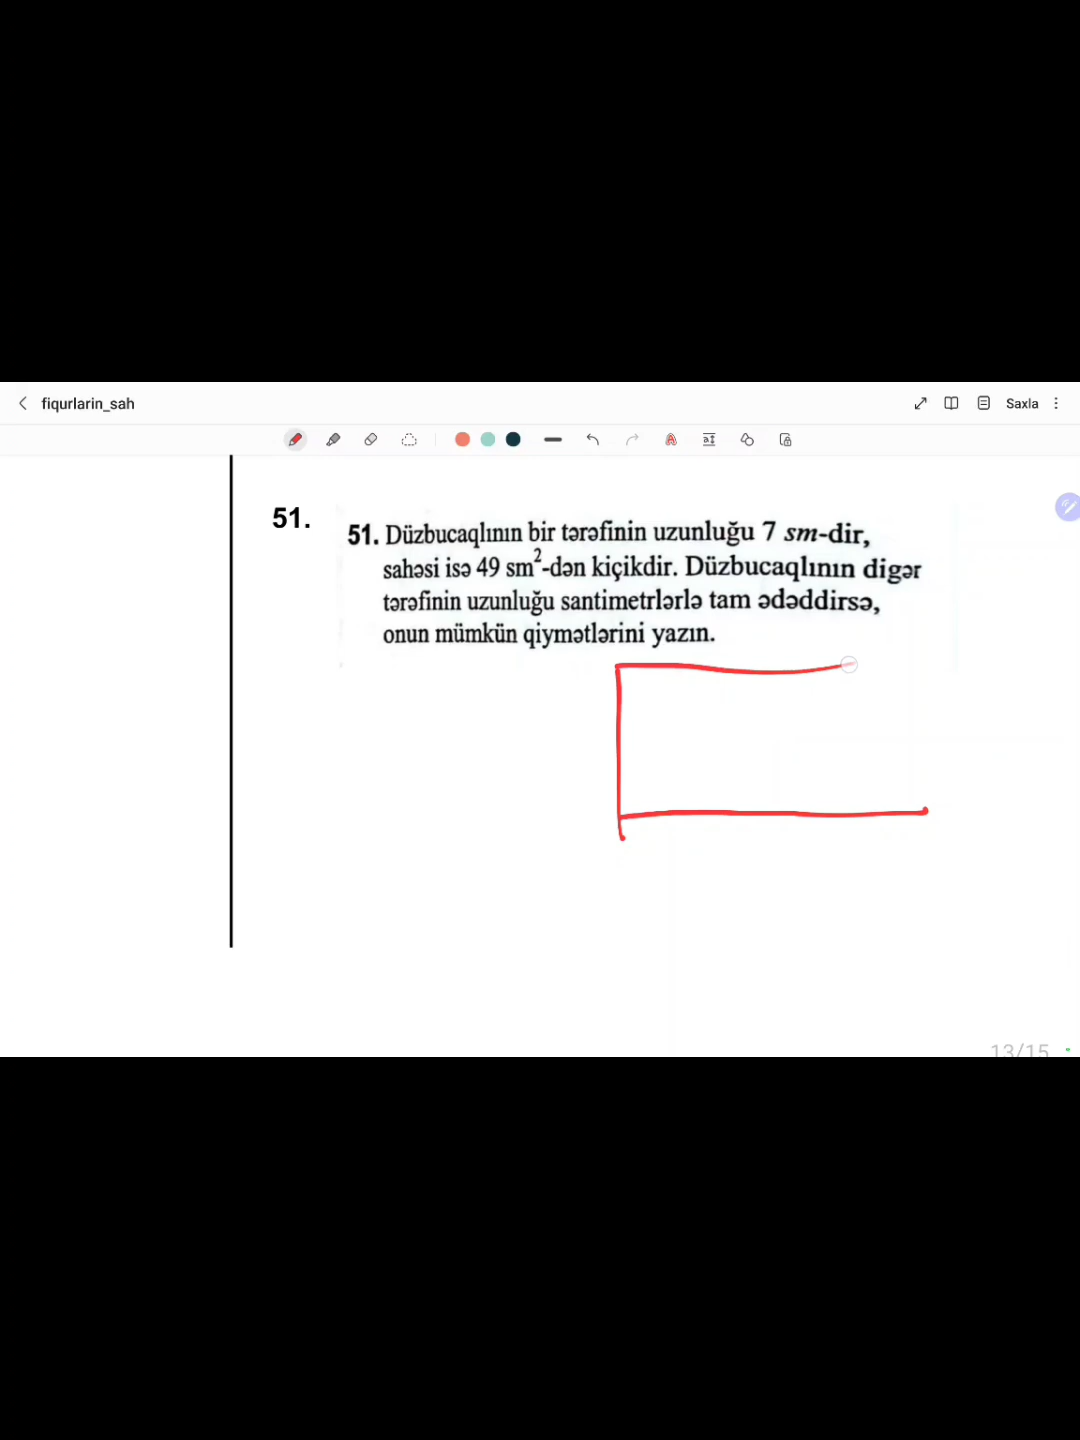 fiqurlarin_sah
Saxla
51.
51. Düzbucaqlının bir tərəfinin uzunluğu 7 sm-dir,
sahəsi isə 49 sm²-dən kiçikdir. Düzbucaqlının digər
tərəfinin uzunluğu santimetrlərlə tam ədəddirsə,
onun mümkün qiymətlərini yazın.
13/15